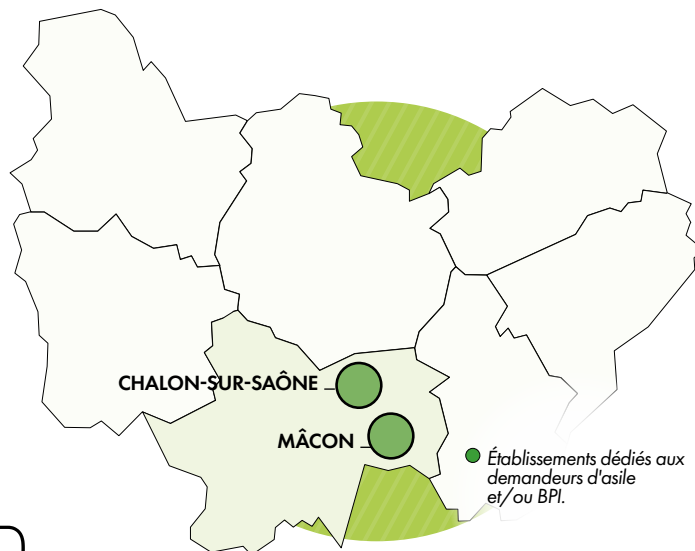 CHALON-SUR-SAÔNE
MÂCON
Établissements dédiés aux
demandeurs d'asile
et/ou BPI.